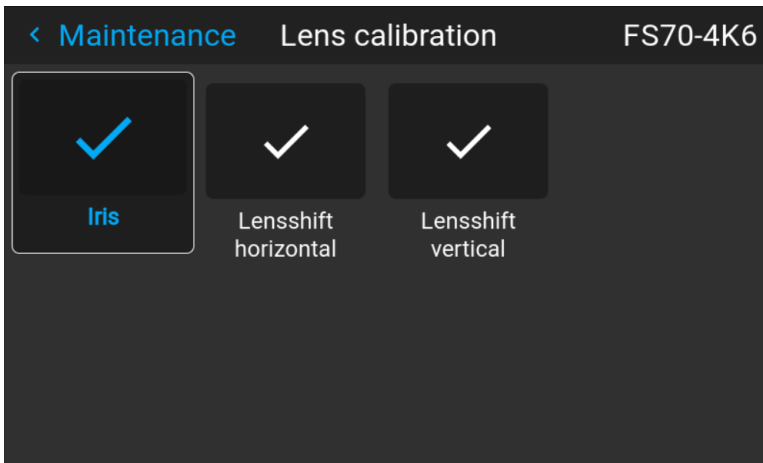 Maintenance Lens calibration FS70-4K6
Iris
Lensshift
horizontal
Lensshift
vertical